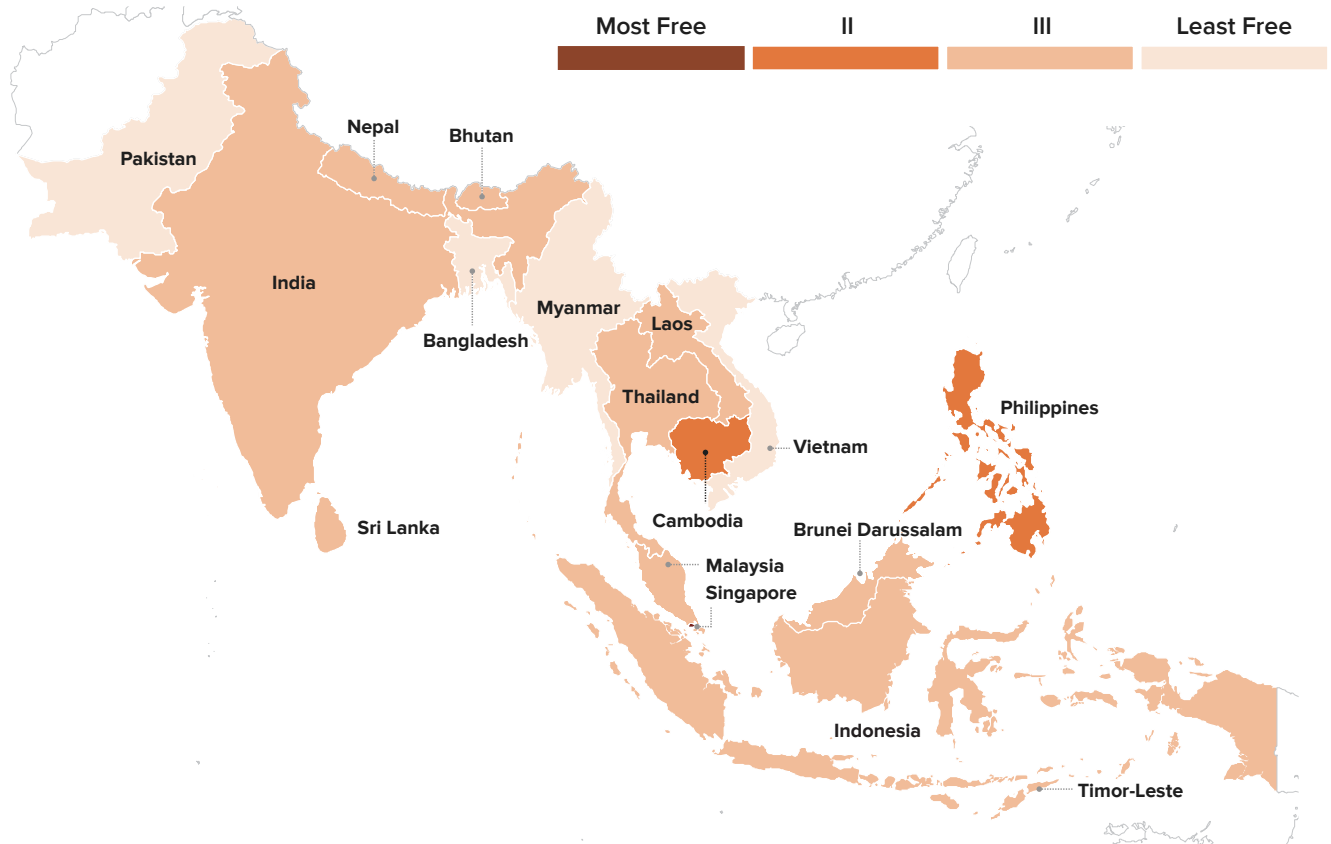 Most Free
II
III
Least Free
Nepal
Bhutan
Pakistan
India
Myanmar
Laos
Bangladesh
Thailand
Philippines
Vietnam
Cambodia
Sri Lanka
Brunei Darussalam
Malaysia
Singapore
Indonesia
Timor-Leste